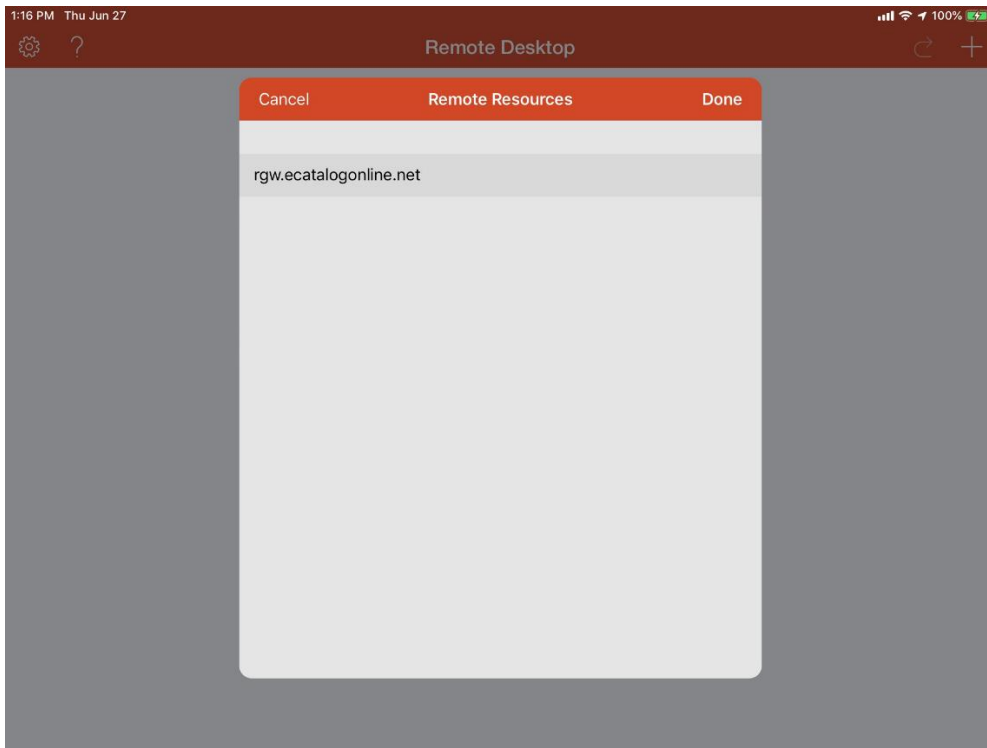 1:16 PM Thu Jun 27 100%
? Remote Desktop
Cancel Remote Resources Done
rgw.ecatalogonline.net